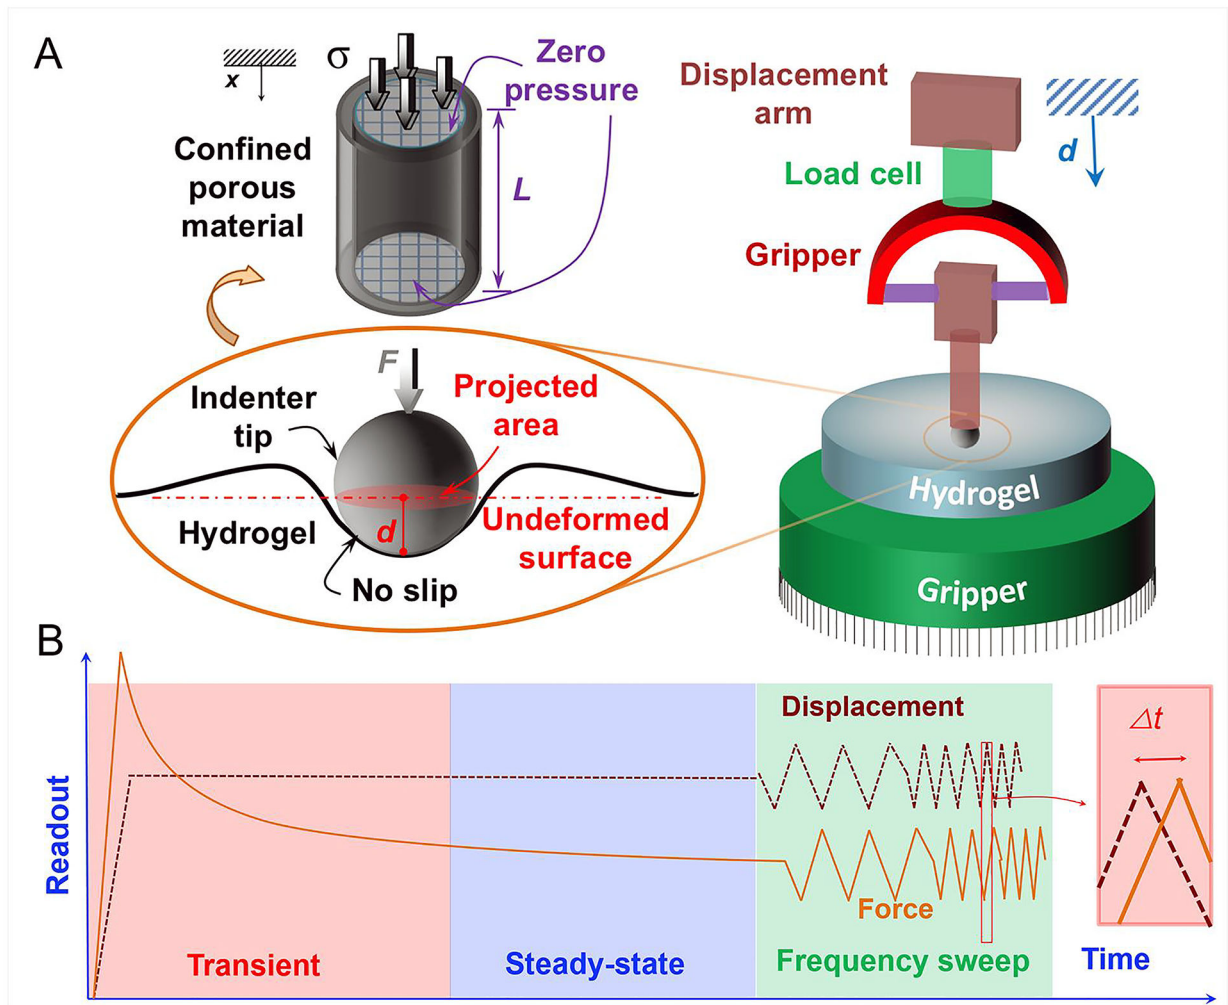 A
x
σ
Zero
pressure
Confined
porous
material
L
Displacement
arm
d
Load cell
Gripper
F
Indenter
tip
Projected
area
Hydrogel
d
Undeformed
surface
No slip
Hydrogel
Gripper
B
Readout
Displacement
Δt
Force
Transient
Steady-state
Frequency sweep
Time